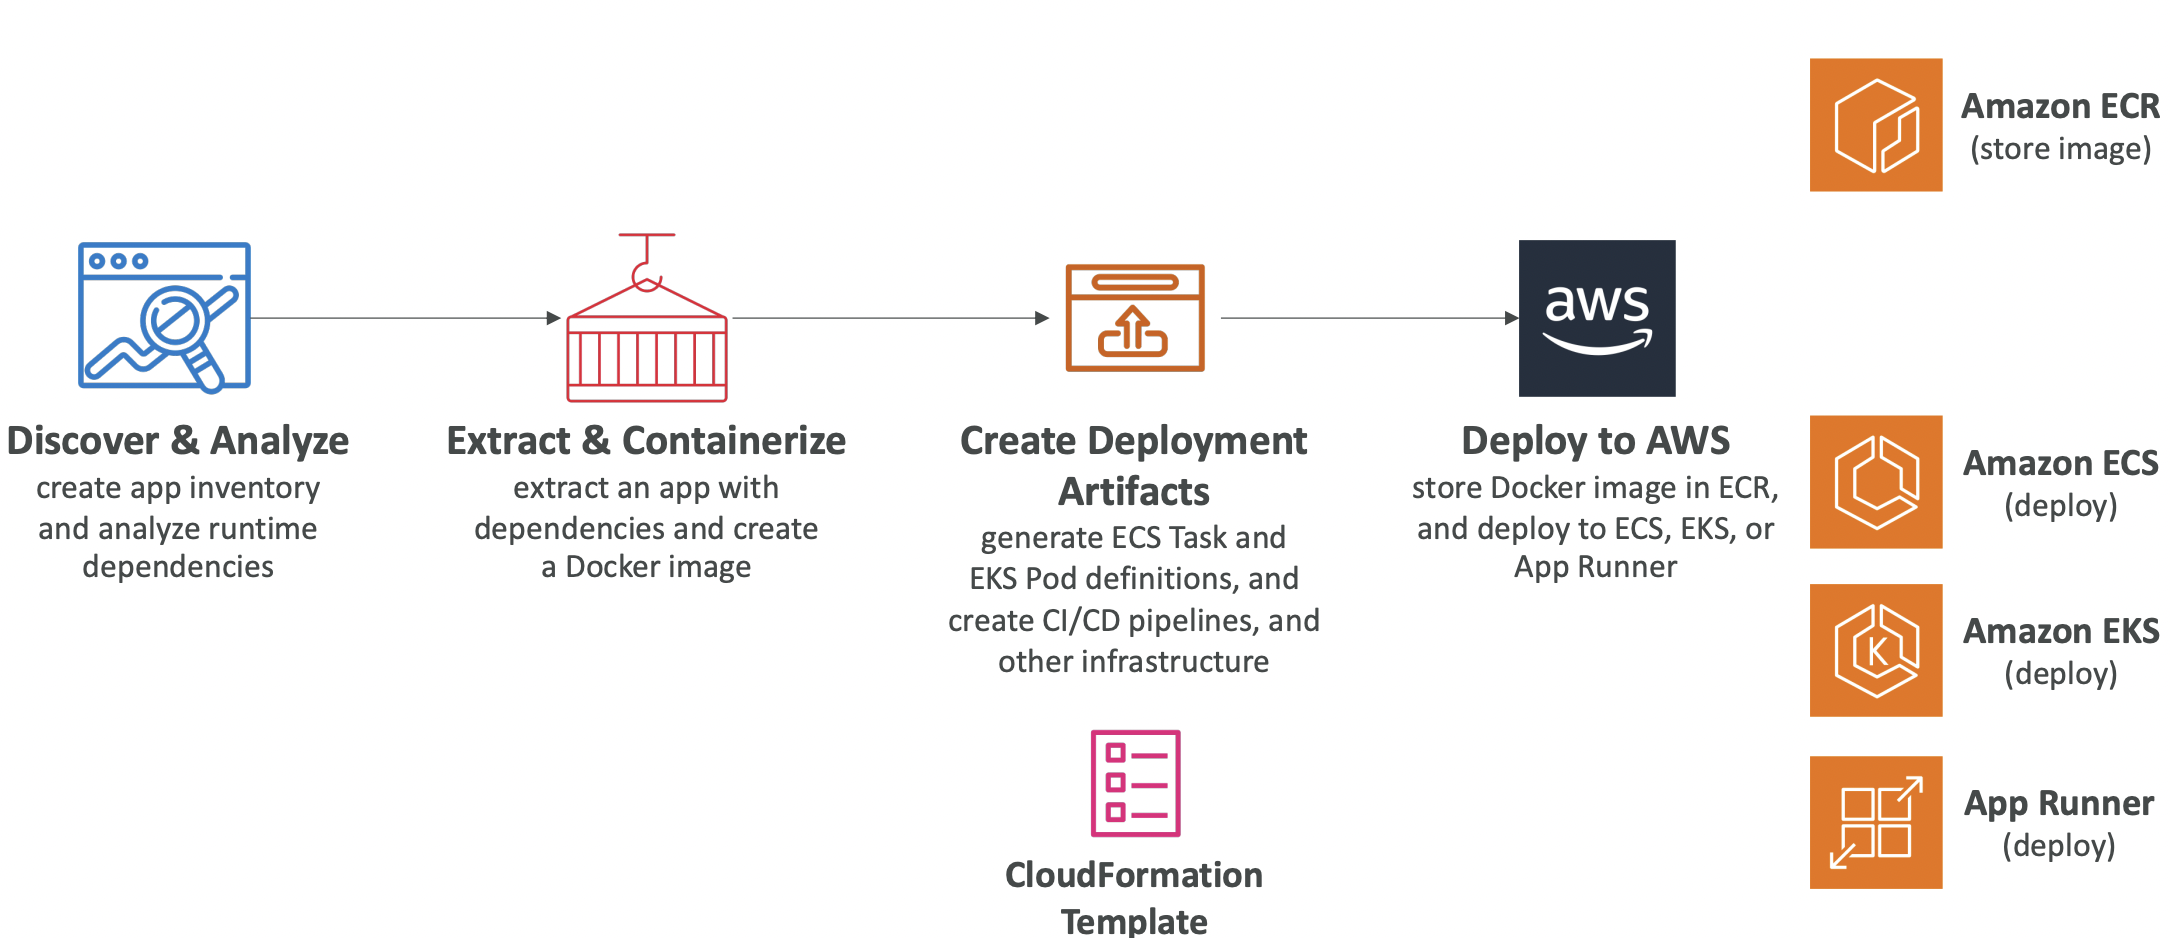 aws
Discover & Analyze
create app inventory
and analyze runtime
dependencies
Extract & Containerize
extract an app with
dependencies and create
a Docker image
Create Deployment
Artifacts
generate ECS Task and
EKS Pod definitions, and
create CI/CD pipelines, and
other infrastructure
CloudFormation
Template
Deploy to AWS
store Docker image in ECR,
and deploy to ECS, EKS, or
App Runner
Amazon ECR
(store image)
Amazon ECS
(deploy)
K
Amazon EKS
(deploy)
App Runner
(deploy)